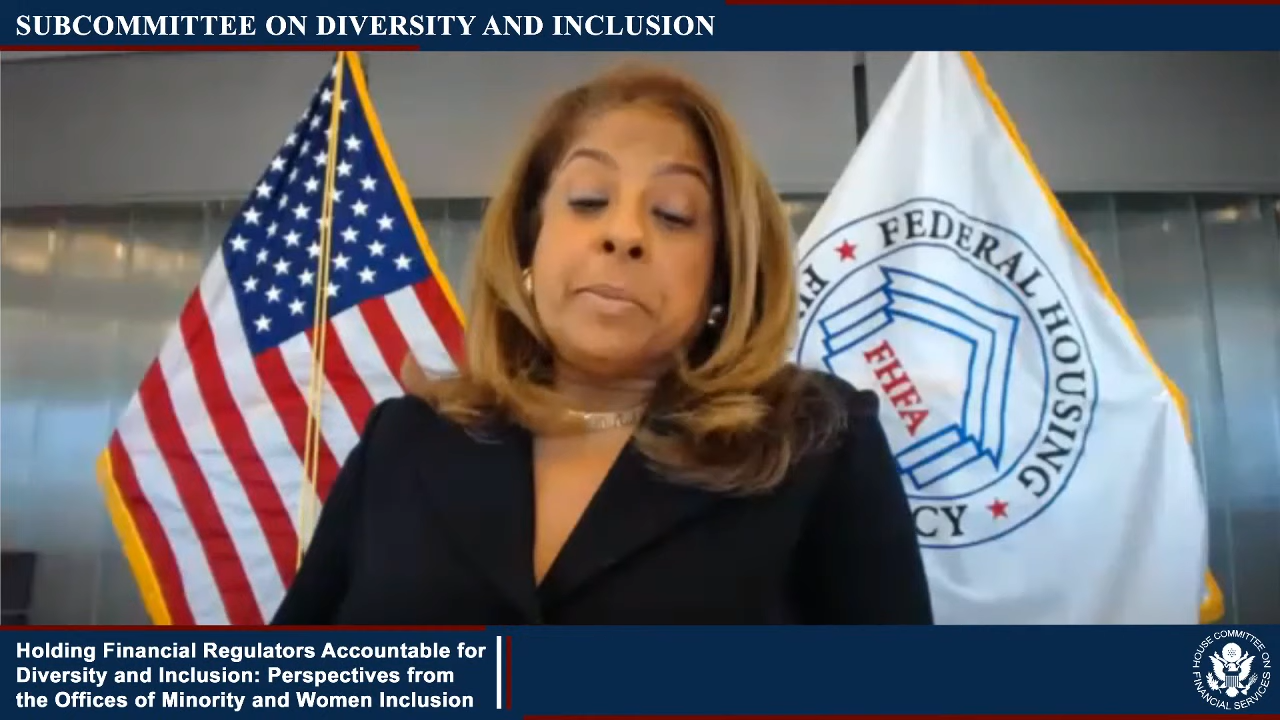 SUBCOMMITTEE ON DIVERSITY AND INCLUSION
FEDERAL HOUSING
CY
FHFA
Holding Financial Regulators Accountable for
Diversity and Inclusion: Perspectives from
the Offices of Minority and Women Inclusion
HOUSE COMMITTEE ON
FINANCIAL SERVICES